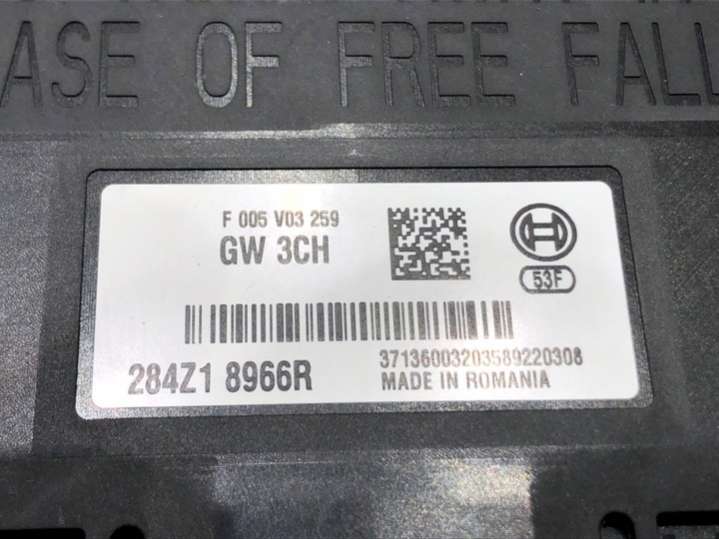 ASE OF FREE FALL
F 005 V03 259
GW 3CH
53F
284Z1 8966R
37136003203589220308
MADE IN ROMANIA